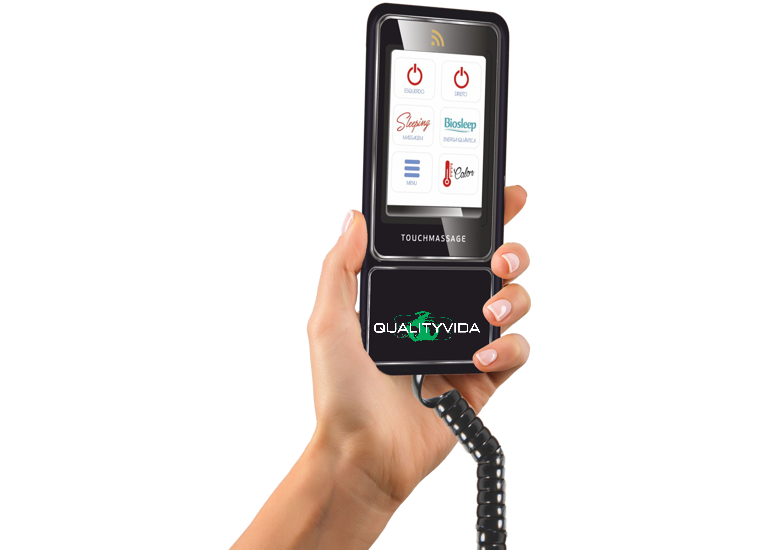 ESQUERDO
DIREITO
Sleeping
MASSAGEM
Biosleep
ENERGIA QUÂNTICA
MENU
Calor
TOUCHMASSAGE
QUALITYVIDA